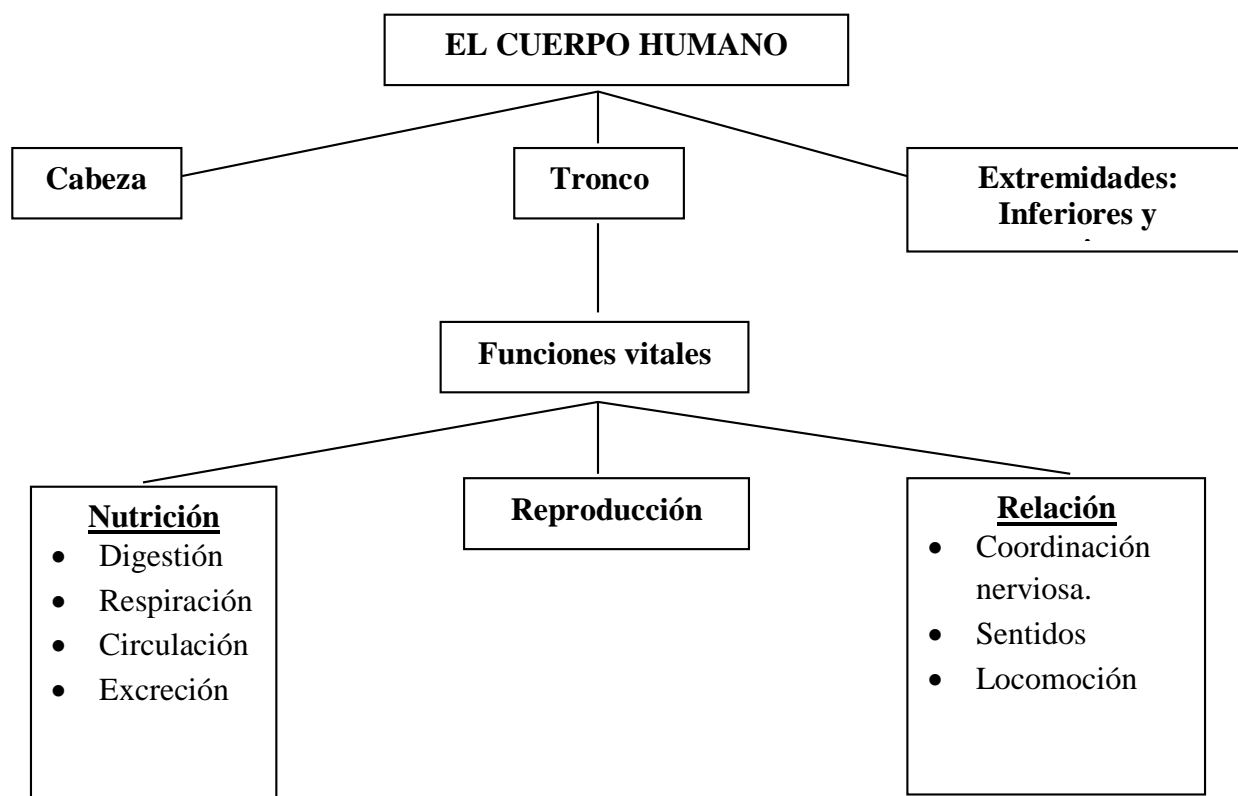 EL CUERPO HUMANO
Cabeza
Tronco
Extremidades:
Inferiores y
Funciones vitales
Nutrición
• Digestión
• Respiración
• Circulación
• Excreción
Reproducción
Relación
• Coordinación
nerviosa.
• Sentidos
• Locomoción